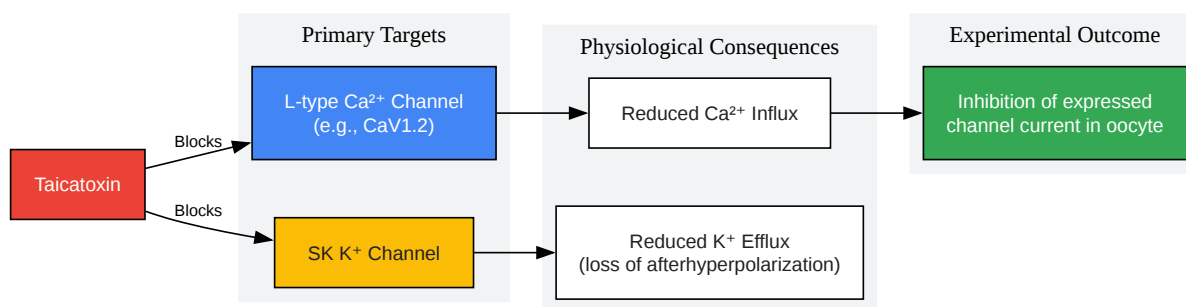 Primary Targets
Physiological Consequences
Experimental Outcome
L-type Ca²⁺ Channel
(e.g., CaV1.2)
Reduced Ca²⁺ Influx
Inhibition of expressed
channel current in oocyte
Blocks
Taicatoxin
Blocks
SK K⁺ Channel
Reduced K⁺ Efflux
(loss of afterhyperpolarization)